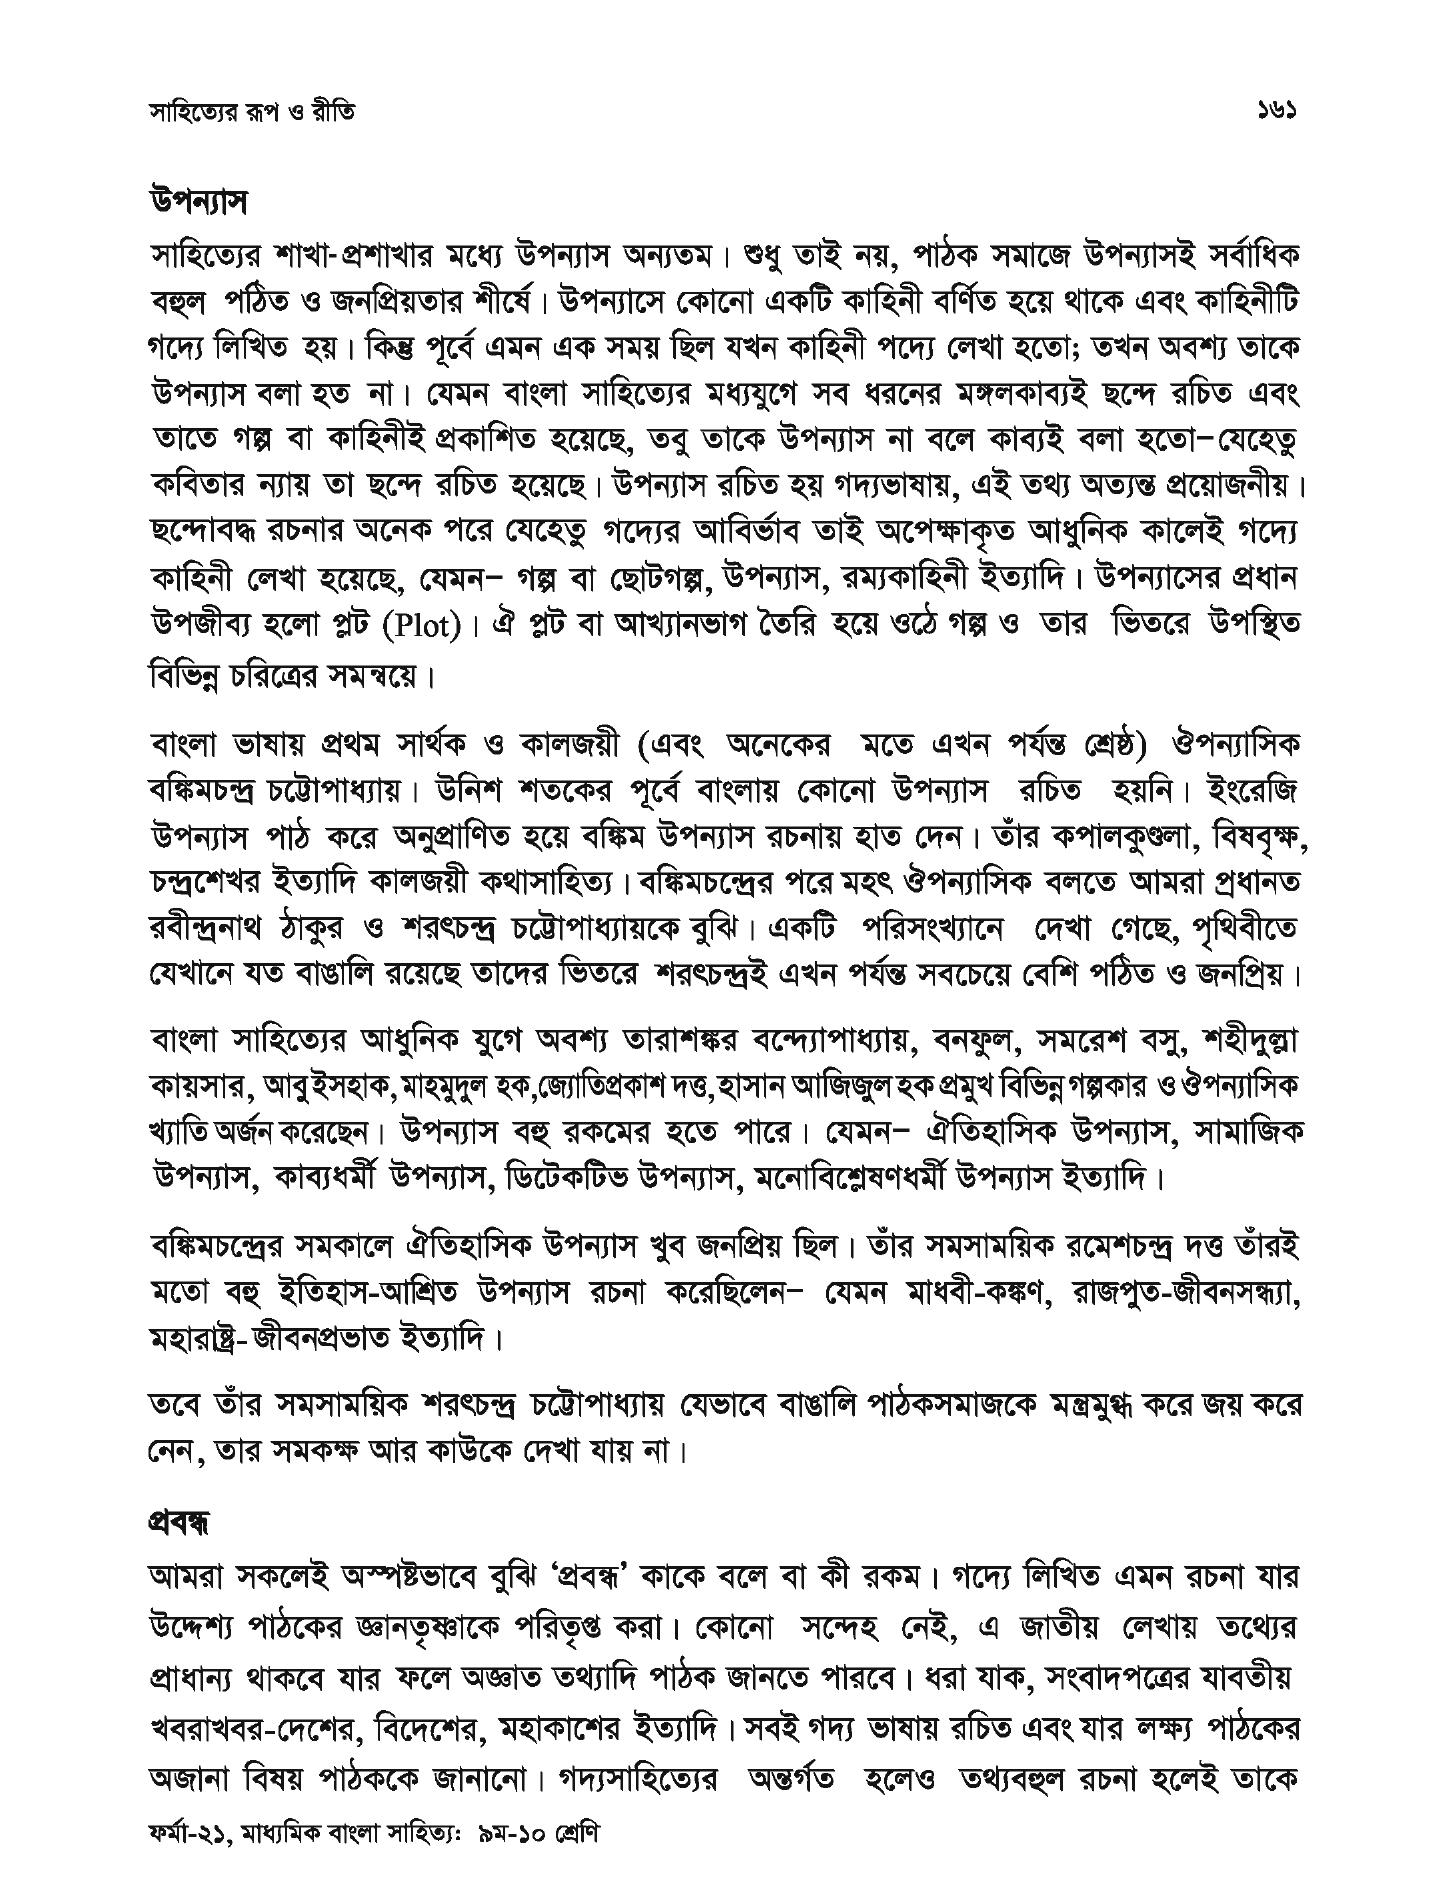 সাহিত্যের রূপ ও রীতি ১৬১
উপন্যাস
সাহিত্যের শাখা-প্রশাখার মধ্যে উপন্যাস অন্যতম। শুধু তাই নয়, পাঠক সমাজে উপন্যাসই সর্বাধিক
বহুল পঠিত ও জনপ্রিয়তার শীর্ষে। উপন্যাসে কোনো একটি কাহিনী বর্ণিত হয়ে থাকে এবং কাহিনীটি
গদ্যে লিখিত হয়। কিন্তু পূর্বে এমন এক সময় ছিল যখন কাহিনী পদ্যে লেখা হতো; তখন অবশ্য তাকে
উপন্যাস বলা হত না। যেমন বাংলা সাহিত্যের মধ্যযুগে সব ধরনের মঙ্গলকাব্যই ছন্দে রচিত এবং
তাতে গল্প বা কাহিনীই প্রকাশিত হয়েছে, তবু তাকে উপন্যাস না বলে কাব্যই বলা হতো–যেহেতু
কবিতার ন্যায় তা ছন্দে রচিত হয়েছে। উপন্যাস রচিত হয় গদ্যভাষায়, এই তথ্য অত্যন্ত প্রয়োজনীয়।
ছন্দোবদ্ধ রচনার অনেক পরে যেহেতু গদ্যের আবির্ভাব তাই অপেক্ষাকৃত আধুনিক কালেই গদ্যে
কাহিনী লেখা হয়েছে, যেমন– গল্প বা ছোটগল্প, উপন্যাস, রম্যকাহিনী ইত্যাদি। উপন্যাসের প্রধান
উপজীব্য হলো প্লট (Plot)। ঐ প্লট বা আখ্যানভাগ তৈরি হয়ে ওঠে গল্প ও তার ভিতরে উপস্থিত
বিভিন্ন চরিত্রের সমন্বয়ে।
বাংলা ভাষায় প্রথম সার্থক ও কালজয়ী (এবং অনেকের মতে এখন পর্যন্ত শ্রেষ্ঠ) ঔপন্যাসিক
বঙ্কিমচন্দ্র চট্টোপাধ্যায়। উনিশ শতকের পূর্বে বাংলায় কোনো উপন্যাস রচিত হয়নি। ইংরেজি
উপন্যাস পাঠ করে অনুপ্রাণিত হয়ে বঙ্কিম উপন্যাস রচনায় হাত দেন। তাঁর কপালকুণ্ডলা, বিষবৃক্ষ,
চন্দ্রশেখর ইত্যাদি কালজয়ী কথাসাহিত্য। বঙ্কিমচন্দ্রের পরে মহৎ ঔপন্যাসিক বলতে আমরা প্রধানত
রবীন্দ্রনাথ ঠাকুর ও শরৎচন্দ্র চট্টোপাধ্যায়কে বুঝি। একটি পরিসংখ্যানে দেখা গেছে, পৃথিবীতে
যেখানে যত বাঙালি রয়েছে তাদের ভিতরে শরৎচন্দ্রই এখন পর্যন্ত সবচেয়ে বেশি পঠিত ও জনপ্রিয়।
বাংলা সাহিত্যের আধুনিক যুগে অবশ্য তারাশঙ্কর বন্দ্যোপাধ্যায়, বনফুল, সমরেশ বসু, শহীদুল্লা
কায়সার, আবু ইসহাক, মাহমুদুল হক,জ্যোতিপ্রকাশ দত্ত,হাসান আজিজুল হক প্রমুখ বিভিন্ন গল্পকার ও ঔপন্যাসিক
খ্যাতি অর্জন করেছেন। উপন্যাস বহু রকমের হতে পারে। যেমন– ঐতিহাসিক উপন্যাস, সামাজিক
উপন্যাস, কাব্যধর্মী উপন্যাস, ডিটেকটিভ উপন্যাস, মনোবিশ্লেষণধর্মী উপন্যাস ইত্যাদি।
বঙ্কিমচন্দ্রের সমকালে ঐতিহাসিক উপন্যাস খুব জনপ্রিয় ছিল। তাঁর সমসাময়িক রমেশচন্দ্র দত্ত তাঁরই
মতো বহু ইতিহাস-আশ্রিত উপন্যাস রচনা করেছিলেন– যেমন মাধবী-কঙ্কণ, রাজপুত-জীবনসন্ধ্যা,
মহারাষ্ট্র- জীবনপ্রভাত ইত্যাদি।
তবে তাঁর সমসাময়িক শরৎচন্দ্র চট্টোপাধ্যায় যেভাবে বাঙালি পাঠকসমাজকে মন্ত্রমুগ্ধ করে জয় করে
নেন, তার সমকক্ষ আর কাউকে দেখা যায় না।
প্রবন্ধ
আমরা সকলেই অস্পষ্টভাবে বুঝি ‘প্রবন্ধ’ কাকে বলে বা কী রকম। গদ্যে লিখিত এমন রচনা যার
উদ্দেশ্য পাঠকের জ্ঞানতৃষ্ণাকে পরিতৃপ্ত করা। কোনো সন্দেহ নেই, এ জাতীয় লেখায় তথ্যের
প্রাধান্য থাকবে যার ফলে অজ্ঞাত তথ্যাদি পাঠক জানতে পারবে। ধরা যাক, সংবাদপত্রের যাবতীয়
খবরাখবর-দেশের, বিদেশের, মহাকাশের ইত্যাদি। সবই গদ্য ভাষায় রচিত এবং যার লক্ষ্য পাঠকের
অজানা বিষয় পাঠককে জানানো। গদ্যসাহিত্যের অন্তর্গত হলেও তথ্যবহুল রচনা হলেই তাকে
ফর্মা-২১, মাধ্যমিক বাংলা সাহিত্যঃ ৯ম-১০ শ্রেণি